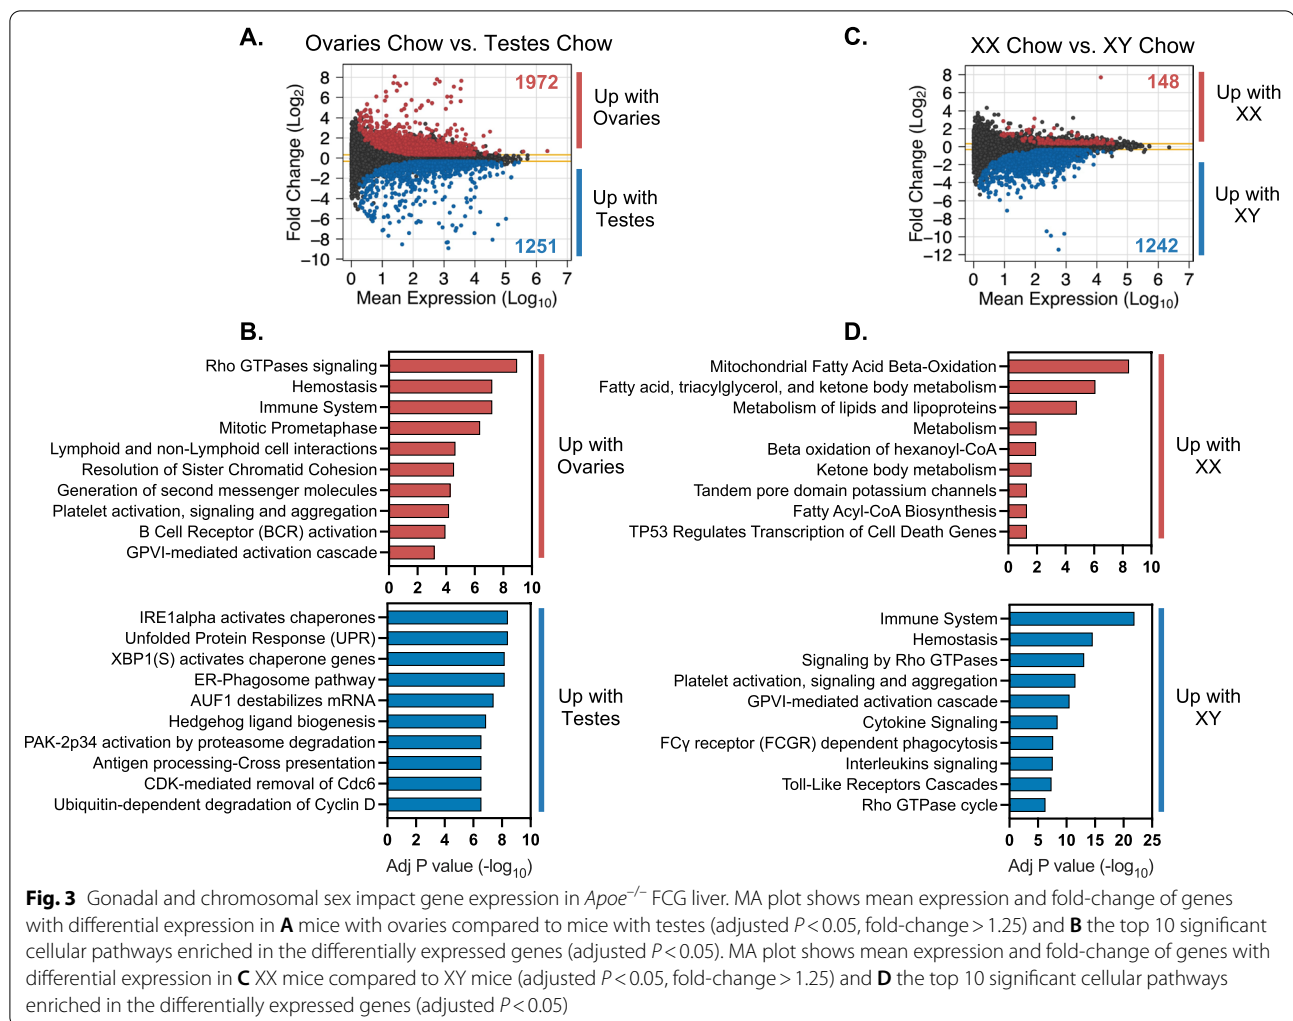 A.
Ovaries Chow vs. Testes Chow
Fold Change (Log2)
8
6
4
2
0
−2
−4
−6
−8
−10
1972
1251
0 1 2 3 4 5 6 7
Mean Expression (Log10)
Up with
Ovaries
Up with
Testes
C.
XX Chow vs. XY Chow
Fold Change (Log2)
8
6
4
2
0
−2
−4
−6
−8
−10
−12
148
1242
0 1 2 3 4 5 6 7
Mean Expression (Log10)
Up with
XX
Up with
XY
B.
Rho GTPases signaling
Hemostasis
Immune System
Mitotic Prometaphase
Lymphoid and non-Lymphoid cell interactions
Resolution of Sister Chromatid Cohesion
Generation of second messenger molecules
Platelet activation, signaling and aggregation
B Cell Receptor (BCR) activation
GPVI-mediated activation cascade
0 2 4 6 8 10
Up with
Ovaries
IRE1alpha activates chaperones
Unfolded Protein Response (UPR)
XBP1(S) activates chaperone genes
ER-Phagosome pathway
AUF1 destabilizes mRNA
Hedgehog ligand biogenesis
PAK-2p34 activation by proteasome degradation
Antigen processing-Cross presentation
CDK-mediated removal of Cdc6
Ubiquitin-dependent degradation of Cyclin D
0 2 4 6 8 10
Adj P value (-log10)
Up with
Testes
D.
Mitochondrial Fatty Acid Beta-Oxidation
Fatty acid, triacylglycerol, and ketone body metabolism
Metabolism of lipids and lipoproteins
Metabolism
Beta oxidation of hexanoyl-CoA
Ketone body metabolism
Tandem pore domain potassium channels
Fatty Acyl-CoA Biosynthesis
TP53 Regulates Transcription of Cell Death Genes
0 2 4 6 8 10
Up with
XX
Immune System
Hemostasis
Signaling by Rho GTPases
Platelet activation, signaling and aggregation
GPVI-mediated activation cascade
Cytokine Signaling
FCγ receptor (FCGR) dependent phagocytosis
Interleukins signaling
Toll-Like Receptors Cascades
Rho GTPase cycle
0 5 10 15 20 25
Adj P value (-log10)
Up with
XY
Fig. 3 Gonadal and chromosomal sex impact gene expression in Apoe−/− FCG liver. MA plot shows mean expression and fold-change of genes
with differential expression in A mice with ovaries compared to mice with testes (adjusted P < 0.05, fold-change > 1.25) and B the top 10 significant
cellular pathways enriched in the differentially expressed genes (adjusted P < 0.05). MA plot shows mean expression and fold-change of genes with
differential expression in C XX mice compared to XY mice (adjusted P < 0.05, fold-change > 1.25) and D the top 10 significant cellular pathways
enriched in the differentially expressed genes (adjusted P < 0.05)